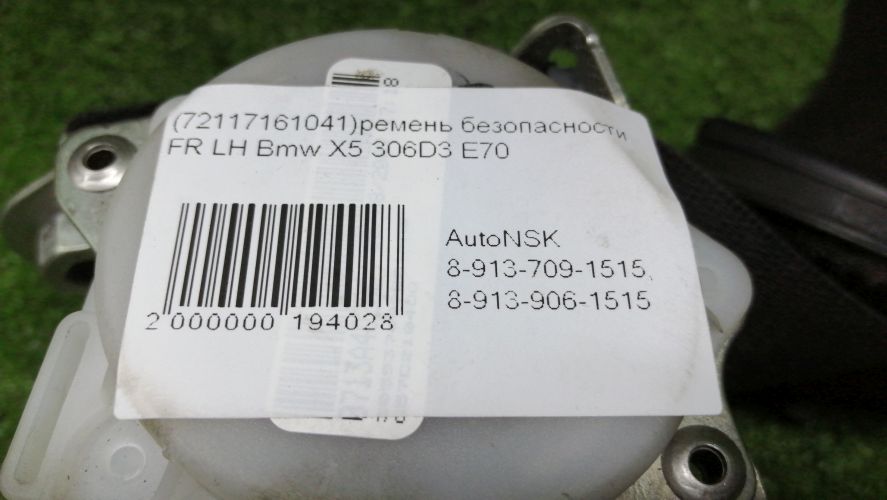 (72117161041)ремень безопасности
FR LH Bmw X5 306D3 E70
AutoNSK
8-913-709-1515,
8-913-906-1515
2 000000 194028